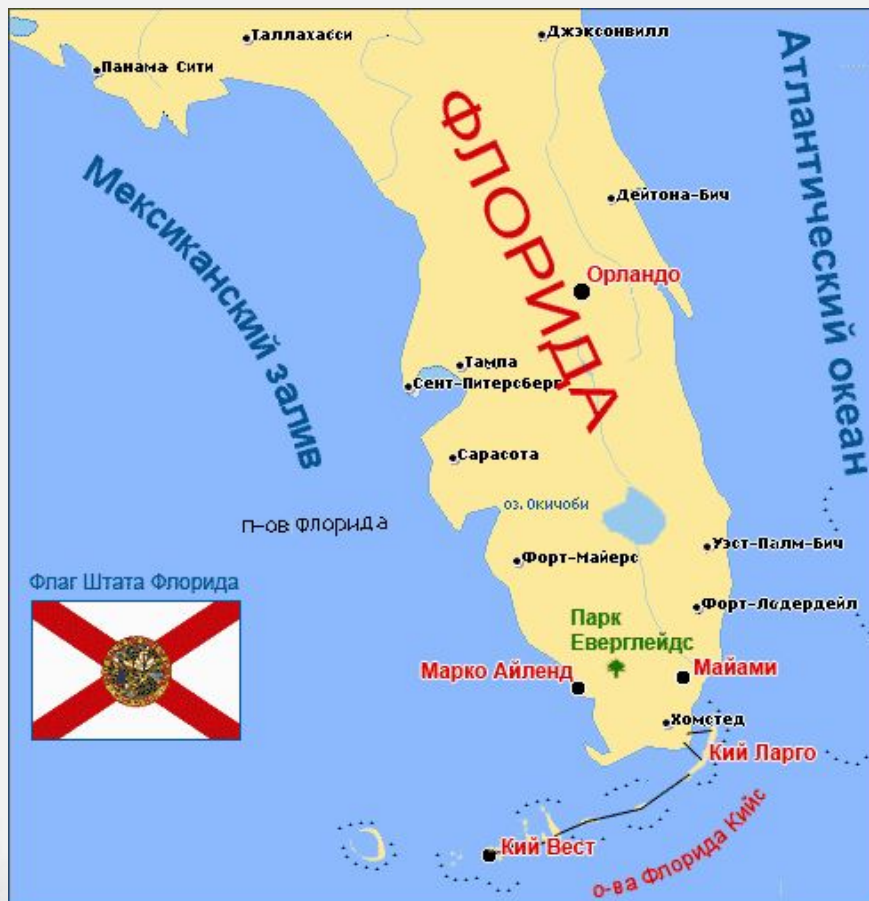 Таллахасси
Джэксонвилл
Панама Сити
Атлантический океан
ФЛОРИДА
Мексиканский залив
Дейтона-Бич
Орландо
Тампа
Сент-Питерсберг
Сарасота
оз. Окичоби
п-ов Флорида
Уэст-Палм-Бич
Форт-Майерс
Флаг Штата Флорида
Форт-Лодердейл
Парк
Еверглейдс
Марко Айленд
Майами
Хомстед
Кий Ларго
Кий Вест
о-ва Флорида Кийс